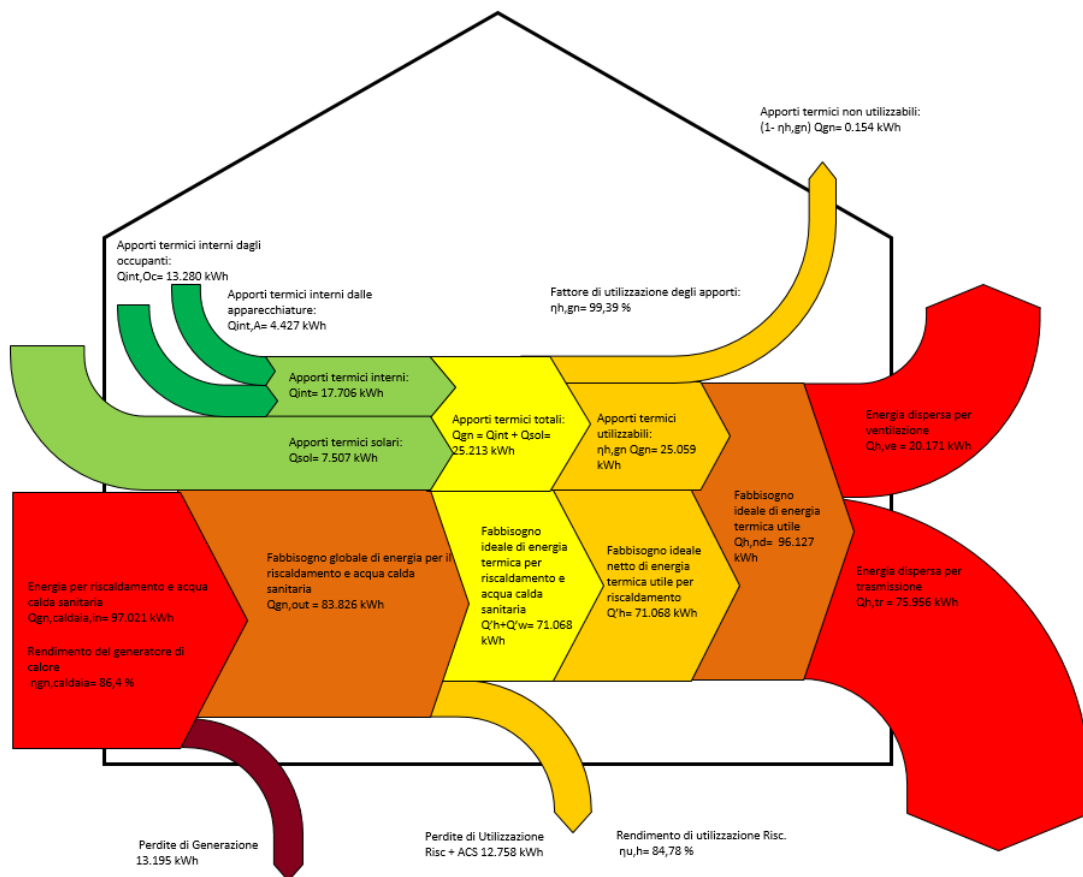 Apporti termici non utilizzabili:
(1- ηh,gn) Qgn= 0.154 kWh
Apporti termici interni dagli
occupanti:
Qint,Oc= 13.280 kWh
Apporti termici interni dalle
apparecchiature:
Qint,A= 4.427 kWh
Fattore di utilizzazione degli apporti:
ηh,gn= 99,39 %
Apporti termici interni:
Qint= 17.706 kWh
Apporti termici solari:
Qsol= 7.507 kWh
Apporti termici totali:
Qgn = Qint + Qsol=
25.213 kWh
Apporti termici
utilizzabili:
ηh,gn Qgn= 25.059
kWh
Energia dispersa per
ventilazione
Qh,ve = 20.171 kWh
Energia per riscaldamento e acqua
calda sanitaria
Qgn,caldaia,in= 97.021 kWh
Rendimento del generatore di
calore
ηgn,caldaia= 86,4 %
Fabbisogno globale di energia per il
riscaldamento e acqua calda
sanitaria
Qgn,out = 83.826 kWh
Fabbisogno
ideale di energia
termica per
riscaldamento e
acqua calda
sanitaria
Q'h+Q'w= 71.068
kWh
Fabbisogno ideale
netto di energia
termica utile per
riscaldamento
Q'h= 71.068 kWh
Fabbisogno
ideale di energia
termica utile
Qh,nd= 96.127
kWh
Energia dispersa per
trasmissione
Qh,tr = 75.956 kWh
Perdite di Generazione
13.195 kWh
Perdite di Utilizzazione
Risc + ACS 12.758 kWh
Rendimento di utilizzazione Risc.
ηu,h= 84,78 %